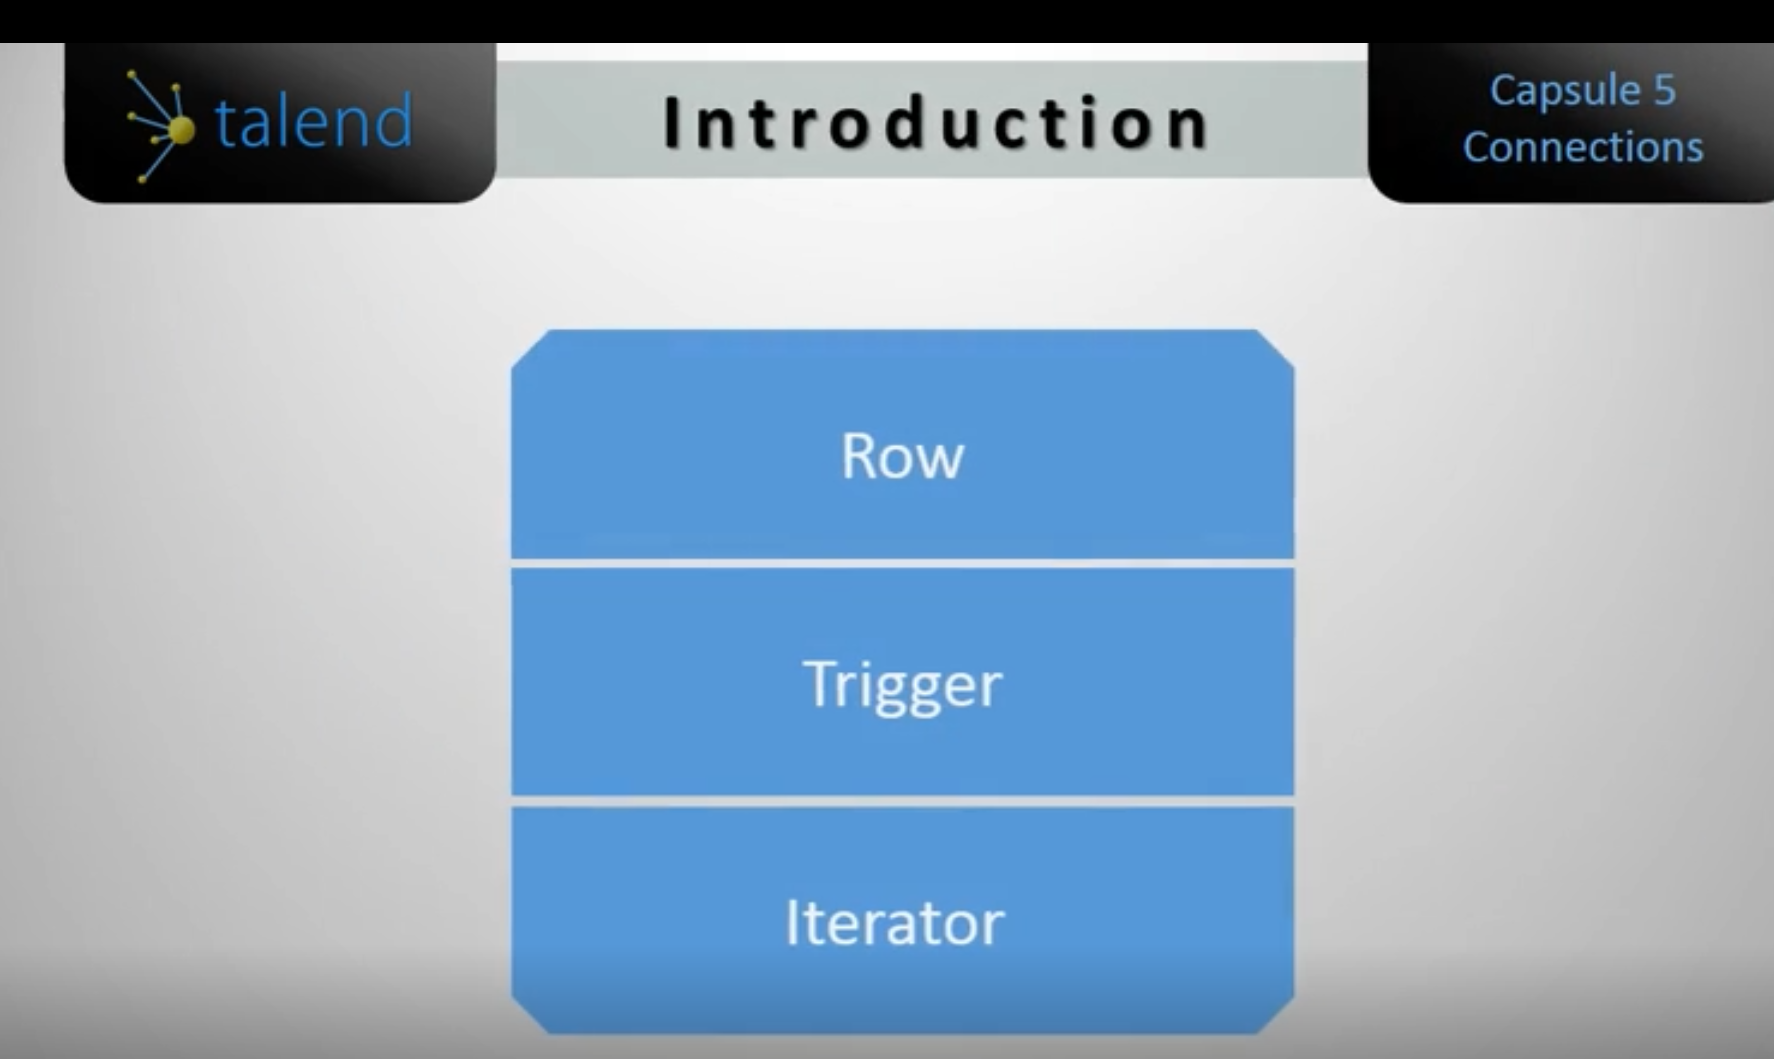 talend
Introduction
Capsule 5
Connections
Row
Trigger
Iterator